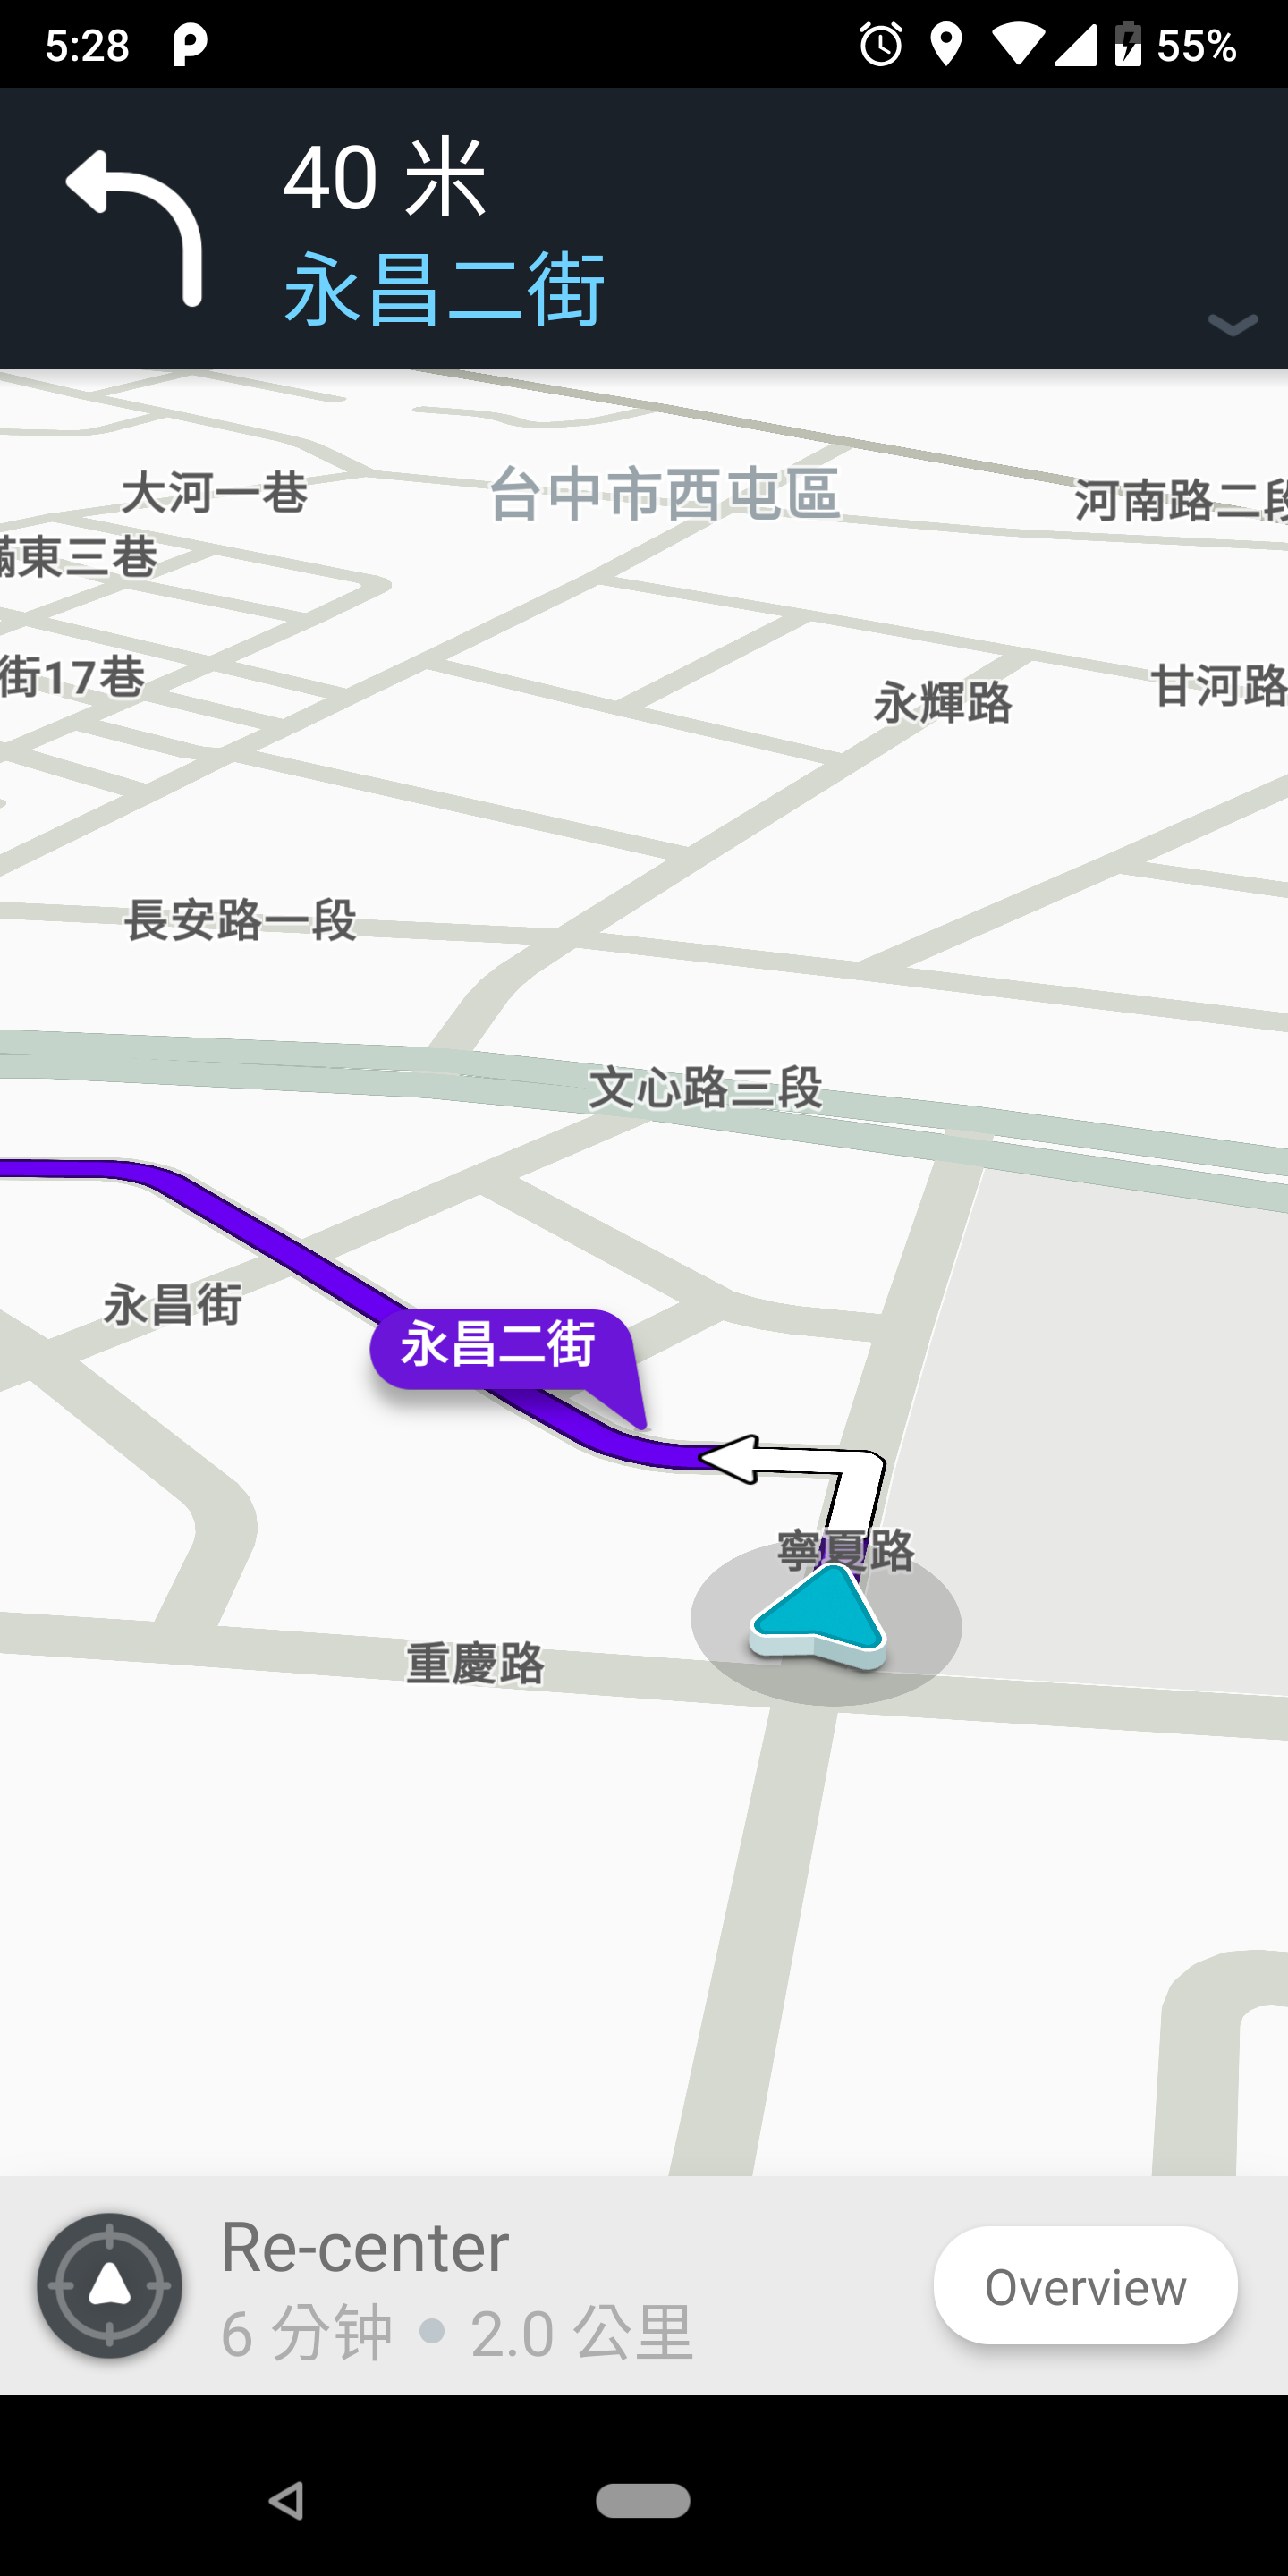 5:28
55%
40 米
永昌二街
大河一巷
台中市西屯區
河南路二段
滿東三巷
街17巷
永輝路
甘河路
長安路一段
文心路三段
永昌街
永昌二街
寧夏路
重慶路
Re-center
6 分钟 • 2.0 公里
Overview